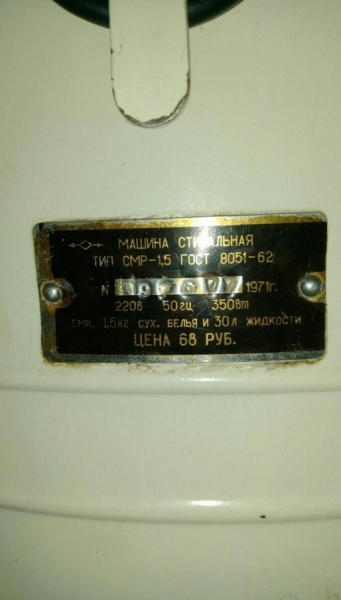 МАШИНА СТИРАЛЬНАЯ
ТИП СМР-1,5 ГОСТ 8051-62
N 1971г.
220в 50гц 350вт
ЕМК. 1,5кг СУХ. БЕЛЬЯ И 30 Л ЖИДКОСТИ
ЦЕНА 68 РУБ.